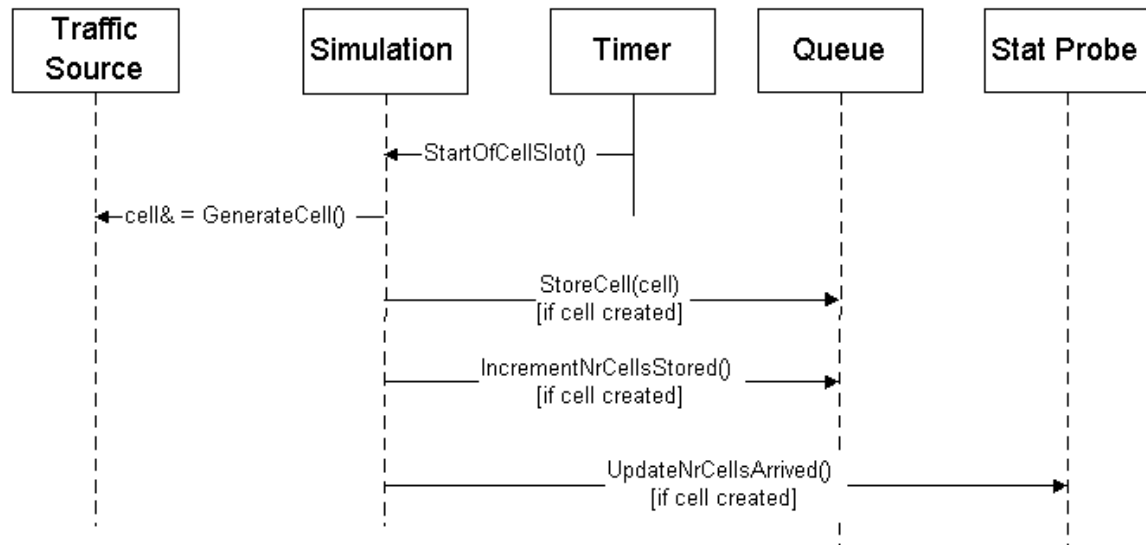 Traffic
Source
Simulation
Timer
Queue
Stat Probe
StartOfCellSlot()
cell& = GenerateCell()
StoreCell(cell)
[if cell created]
IncrementNrCellsStored()
[if cell created]
UpdateNrCellsArrived()
[if cell created]